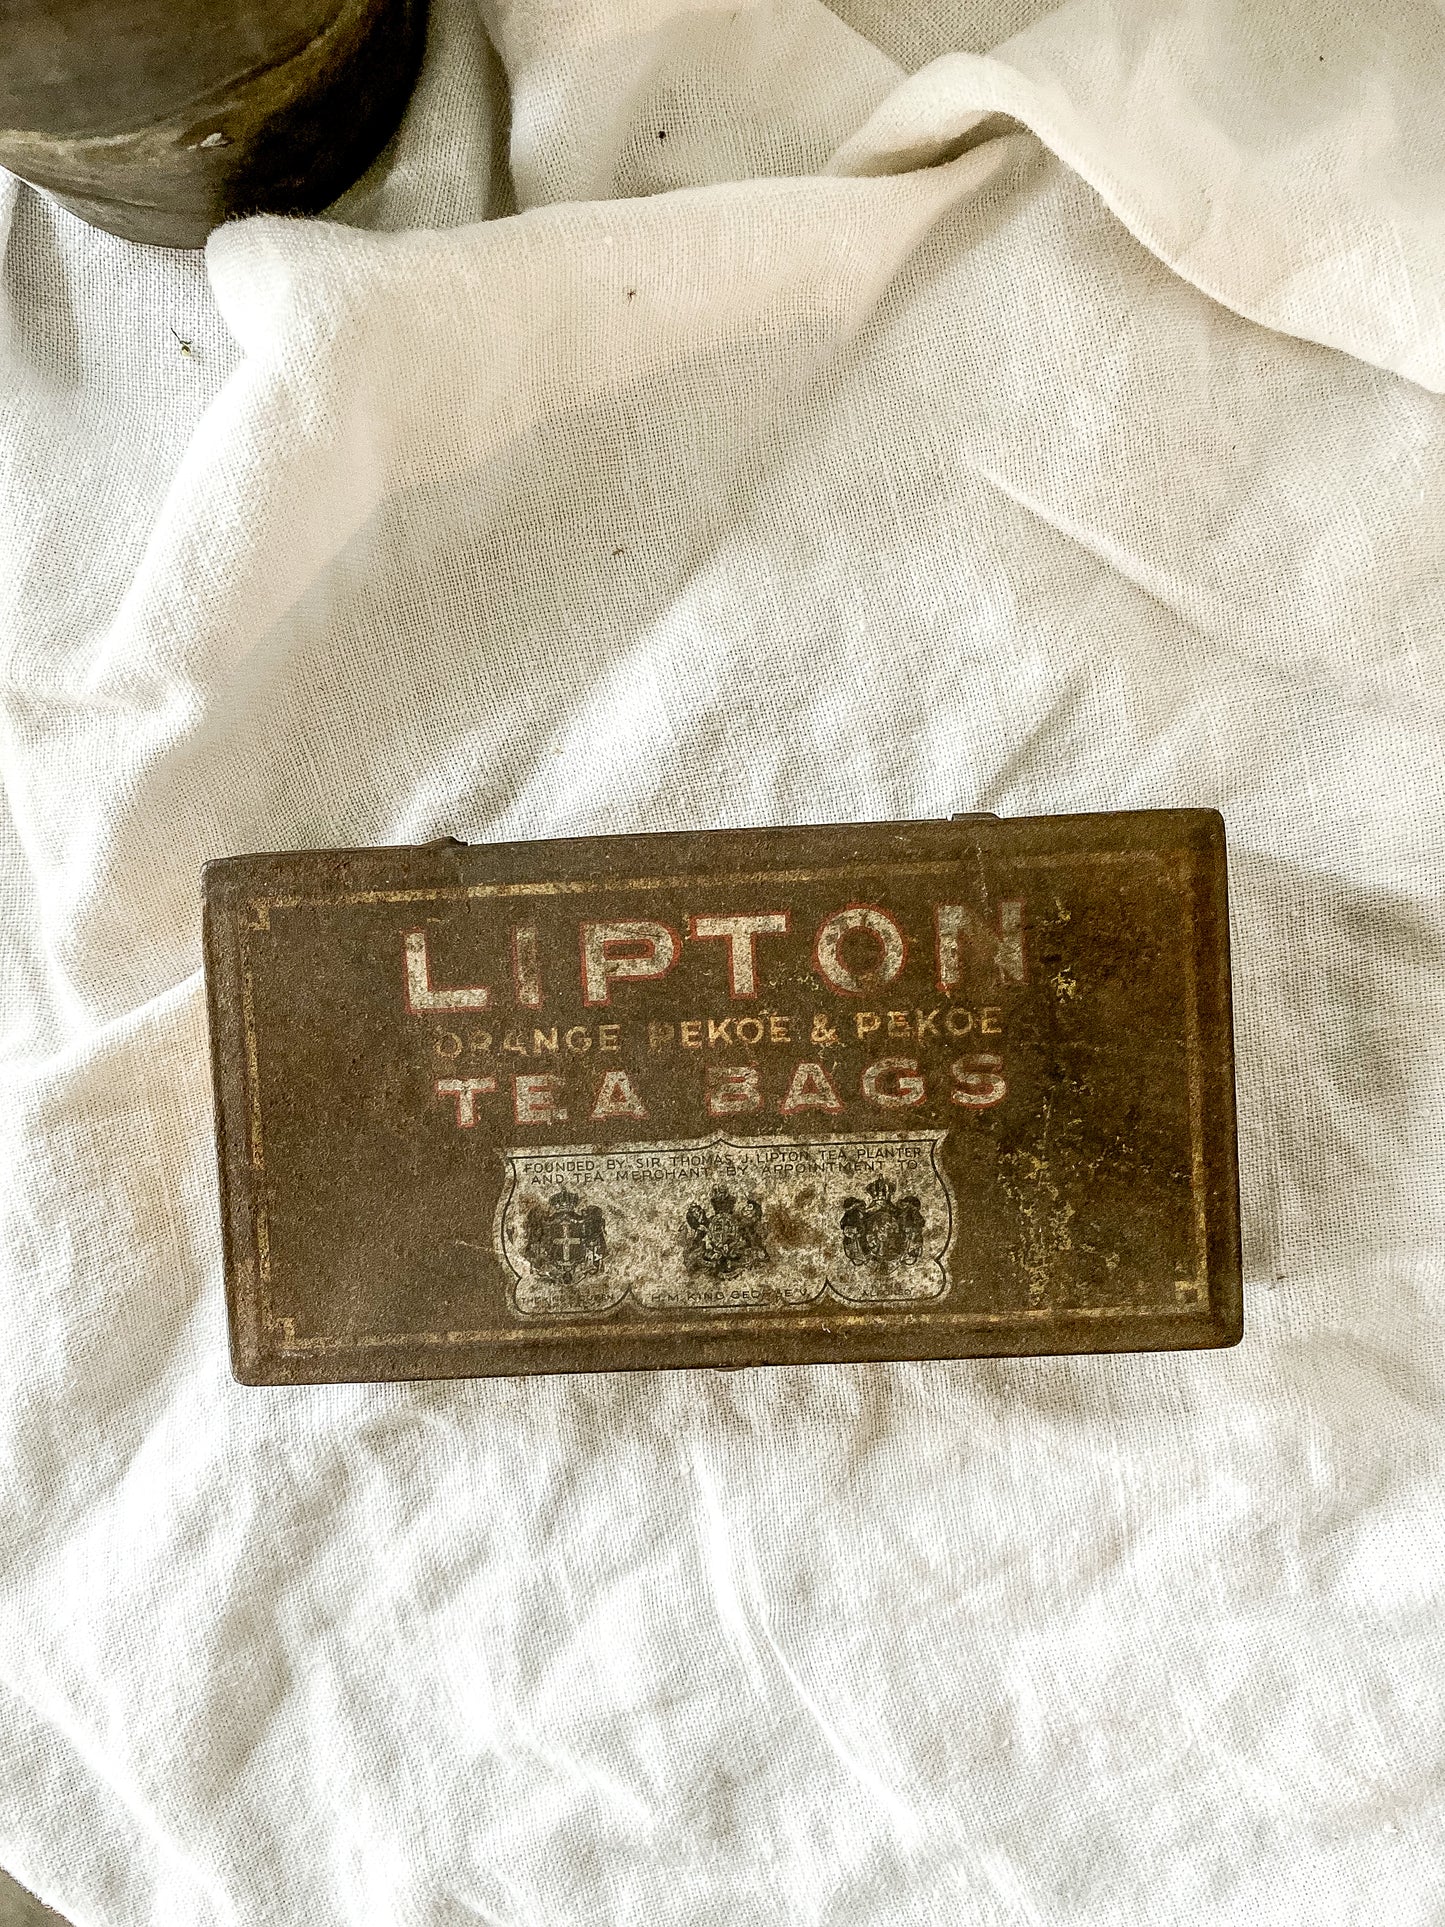 LIPTON
ORANGE PEKOE & PEKOE
TEA BAGS
FOUNDED BY SIR THOMAS J. LIPTON TEA PLANTER
AND TEA MERCHANT BY APPOINTMENT TO
H.M. KING GEORGE V.